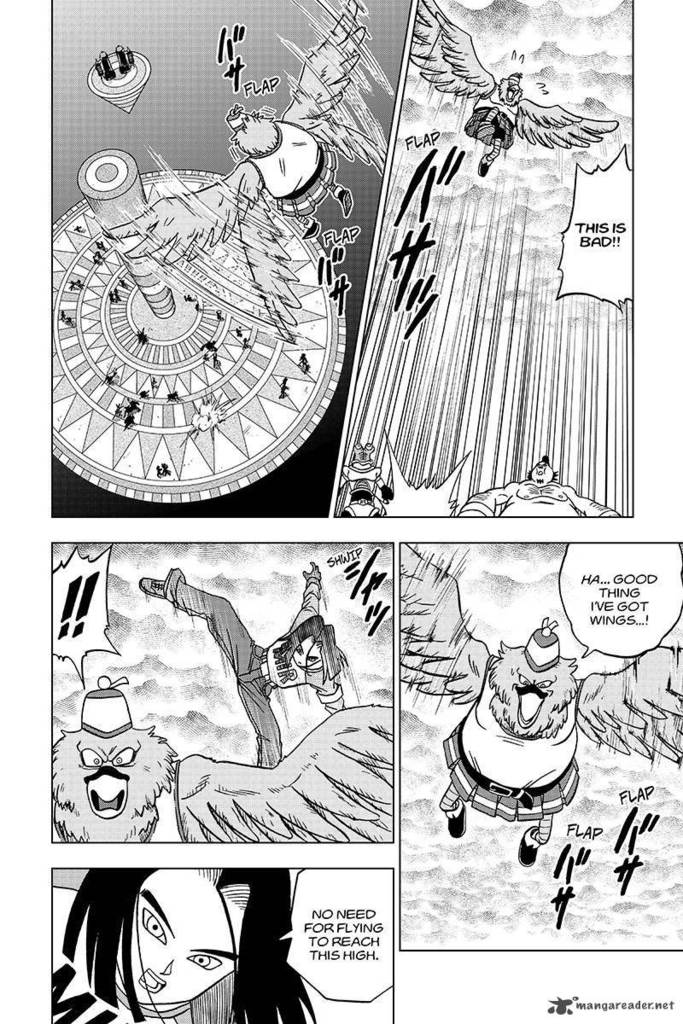 THIS IS
BAD!!
FLAP
バサ
FLAP
FLAP
バサ
FLAP
バサ
HA... GOOD
THING
I'VE GOT
WINGS...!
FLAP
バサ
FLAP
バサ
SHWIP
シャッ
!!
NO NEED
FOR FLYING
TO REACH
THIS HIGH.
mangareader.net